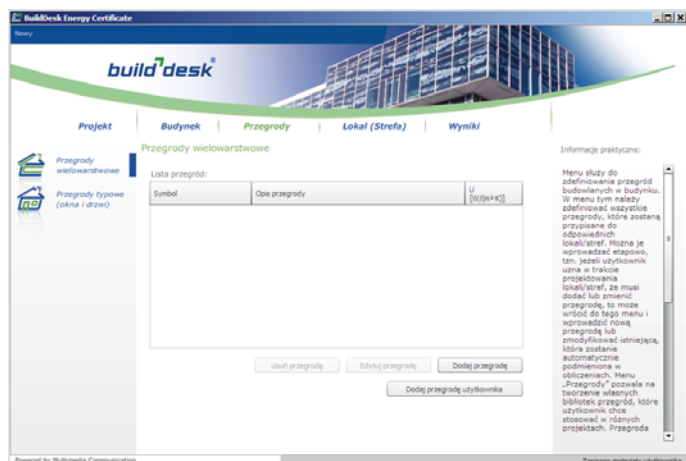 BuildDesk Energy Certificate
Nowy
build desk
Projekt
Budynek
Przegrody
Lokal (Strefa)
Wyniki
Przegrody
wielowarstwowe
Przegrody typowe
(okna i drzwi)
Przegrody wielowarstwowe
Lista przegród:
Symbol
Opis przegrody
U
[W/(m²·K)]
Usuń przegrodę
Edytuj przegrodę
Dodaj przegrodę
Dodaj przegrodę użytkownika
Informacje praktyczne:
Menu służy do
zdefiniowania przegród
budowlanych w budynku.
W menu tym należy
zdefiniować wszystkie
przegrody, które zostaną
przypisane do
odpowiednich
lokali/stref. Można je
wprowadzać etapowo,
tzn. jeżeli użytkownik
uzna w trakcie
projektowania
lokali/stref, że musi
dodać lub zmienić
przegrodę, to może
wrócić do tego menu i
wprowadzić nową
przegrodę lub
zmodyfikować istniejącą,
która zostanie
automatycznie
podmieniona w
obliczeniach. Menu
„Przegrody" pozwala na
tworzenie własnych
bibliotek przegród, które
użytkownik chce
stosować w różnych
projektach. Przegroda
Powered by Multimedia Communication